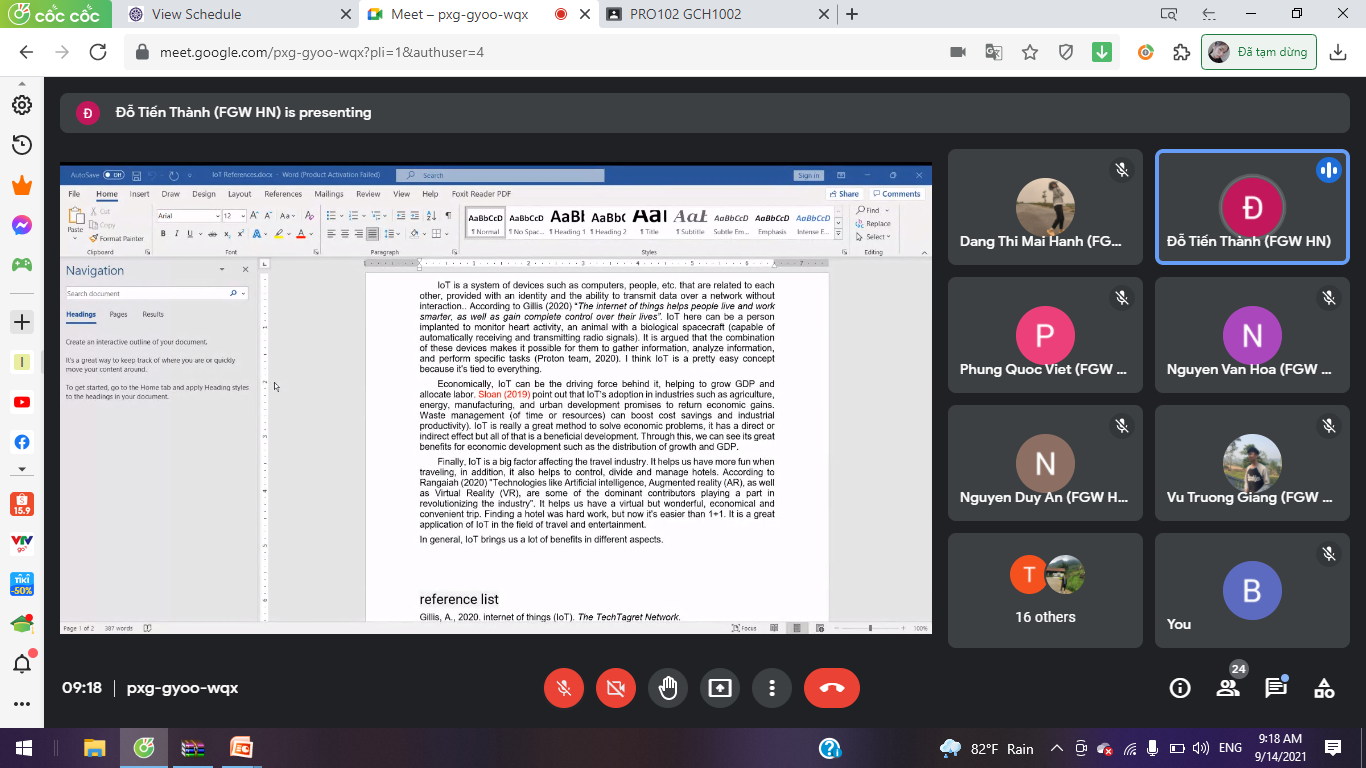 cốc cốc
View Schedule
Meet – pxg-gyoo-wqx
PRO102 GCH1002
meet.google.com/pxg-gyoo-wqx?pli=1&authuser=4
Đã tạm dừng
Đ
Đỗ Tiến Thành (FGW HN) is presenting
AutoSave Off
IoT References.docx - Word (Product Activation Failed)
Search
Sign in
File Home Insert Draw Design Layout References Mailings Review View Help Foxit Reader PDF
Share
Comments
Paste
Cut
Copy
Format Painter
Clipboard
Arial
12
Font
Paragraph
AaBbCcD AaBbCcD AaBl AaBbC AaI AaB AaBbCcD AaBbCcD AaBbCcD
¶ Normal ¶ No Spac... ¶ Heading 1 ¶ Heading 2 ¶ Title ¶ Subtitle Subtle Em... Emphasis Intense E...
Styles
Find
Replace
Select
Editing
Navigation
Search document
Headings Pages Results
Create an interactive outline of your document.
It's a great way to keep track of where you are or quickly
move your content around.
To get started, go to the Home tab and apply Heading styles
to the headings in your document.
IoT is a system of devices such as computers, people, etc. that are related to each
other, provided with an identity and the ability to transmit data over a network without
interaction.. According to Gillis (2020) "The internet of things helps people live and work
smarter, as well as gain complete control over their lives". IoT here can be a person
implanted to monitor heart activity, an animal with a biological spacecraft (capable of
automatically receiving and transmitting radio signals). It is argued that the combination
of these devices makes it possible for them to gather information, analyze information,
and perform specific tasks (Proton team, 2020). I think IoT is a pretty easy concept
because it's tied to everything.
Economically, IoT can be the driving force behind it, helping to grow GDP and
allocate labor. Sloan (2019) point out that IoT's adoption in industries such as agriculture,
energy, manufacturing, and urban development promises to return economic gains.
Waste management (of time or resources) can boost cost savings and industrial
productivity). IoT is really a great method to solve economic problems, it has a direct or
indirect effect but all of that is a beneficial development. Through this, we can see its great
benefits for economic development such as the distribution of growth and GDP.
Finally, IoT is a big factor affecting the travel industry. It helps us have more fun when
traveling, in addition, it also helps to control, divide and manage hotels. According to
Rangaiah (2020) "Technologies like Artificial intelligence, Augmented reality (AR), as well
as Virtual Reality (VR), are some of the dominant contributors playing a part in
revolutionizing the industry". It helps us have a virtual but wonderful, economical and
convenient trip. Finding a hotel was hard work, but now it's easier than 1+1. It is a great
application of IoT in the field of travel and entertainment.
In general, IoT brings us a lot of benefits in different aspects.
reference list
Gillis, A., 2020. internet of things (IoT). The TechTagret Network.
Page 1 of 2 387 words
Focus
100%
Dang Thi Mai Hanh (FG...
Đ
Đỗ Tiến Thành (FGW HN)
P
Phung Quoc Viet (FGW ...
N
Nguyen Van Hoa (FGW ...
N
Nguyen Duy An (FGW H...
Vu Truong Giang (FGW ...
T
16 others
B
You
I
15.9
VTV
go
TIKI
-50%
09:18 | pxg-gyoo-wqx
24
82°F Rain
ENG
9:18 AM
9/14/2021